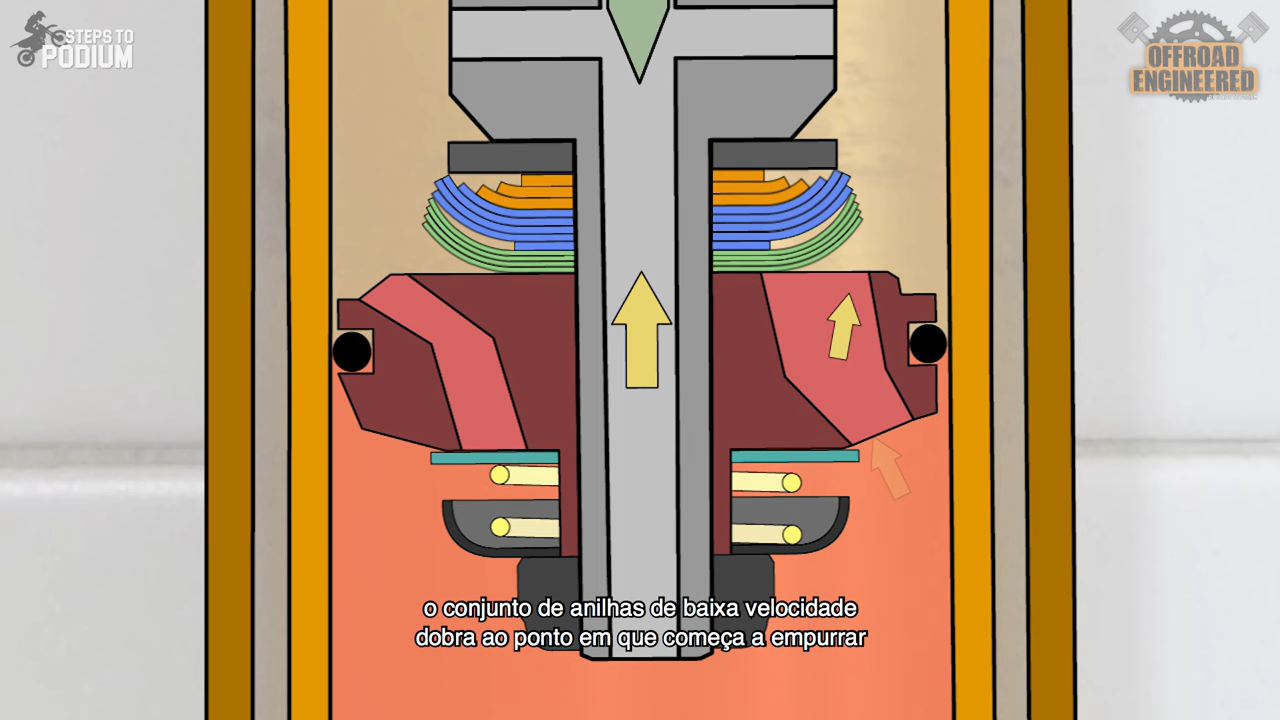 STEPS TO
PODIUM
OFFROAD
ENGINEERED
o conjunto de anilhas de baixa velocidade
dobra ao ponto em que começa a empurrar